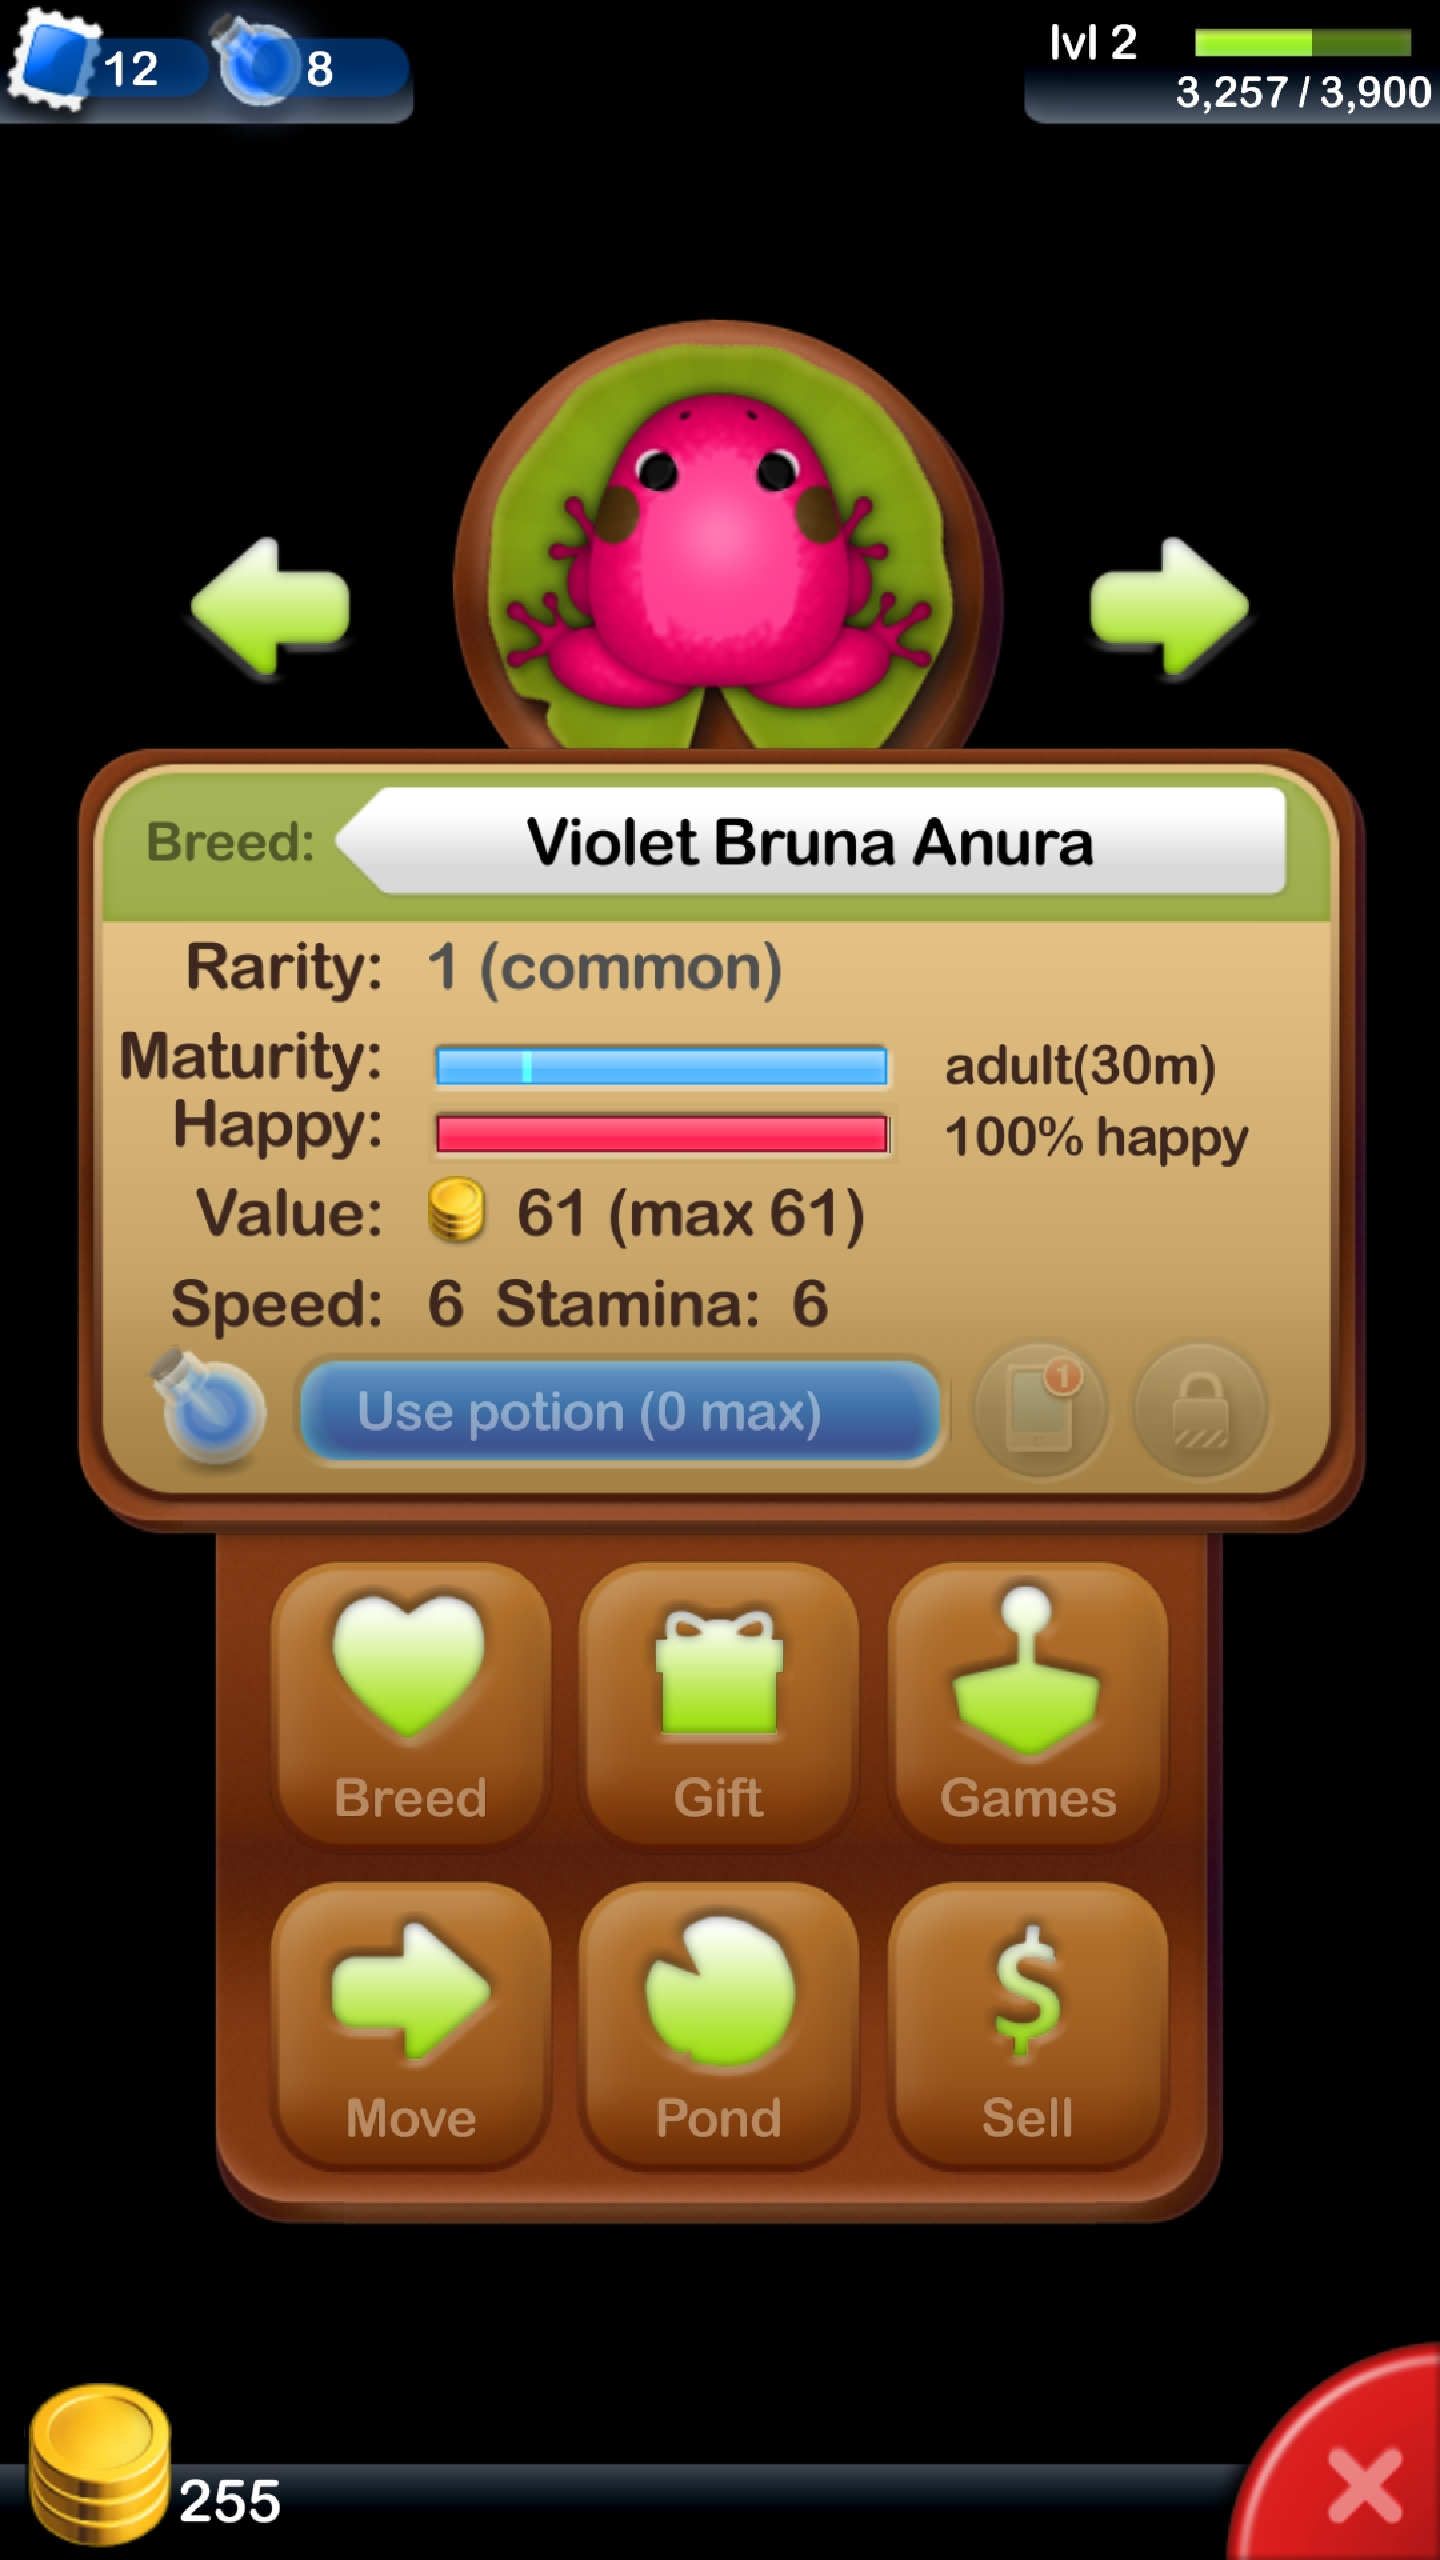 12
8
lvl 2
3,257 / 3,900
Breed: Violet Bruna Anura
Rarity: 1 (common)
Maturity: adult(30m)
Happy: 100% happy
Value: 61 (max 61)
Speed: 6 Stamina: 6
Use potion (0 max)
1
Breed
Gift
Games
Move
Pond
Sell
255